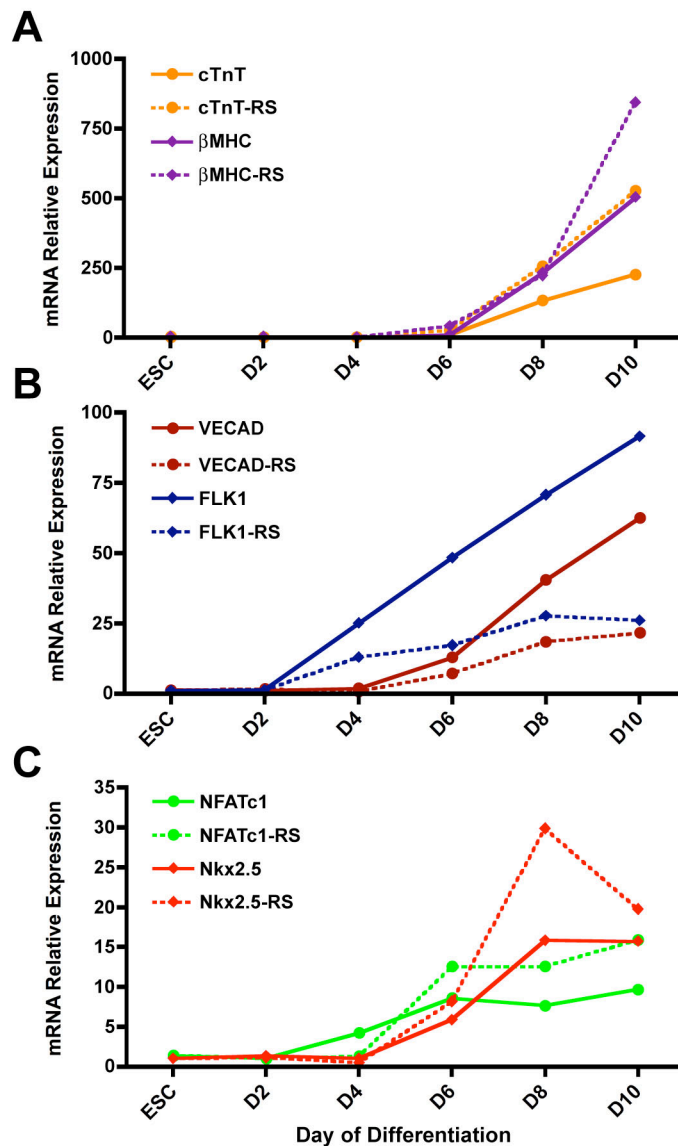 A
mRNA Relative Expression
1000
750
500
250
0
cTnT
cTnT-RS
βMHC
βMHC-RS
ESC
D2
D4
D6
D8
D10
B
mRNA Relative Expression
100
75
50
25
0
VECAD
VECAD-RS
FLK1
FLK1-RS
ESC
D2
D4
D6
D8
D10
C
mRNA Relative Expression
35
30
25
20
15
10
5
0
NFATc1
NFATc1-RS
Nkx2.5
Nkx2.5-RS
ESC
D2
D4
D6
D8
D10
Day of Differentiation